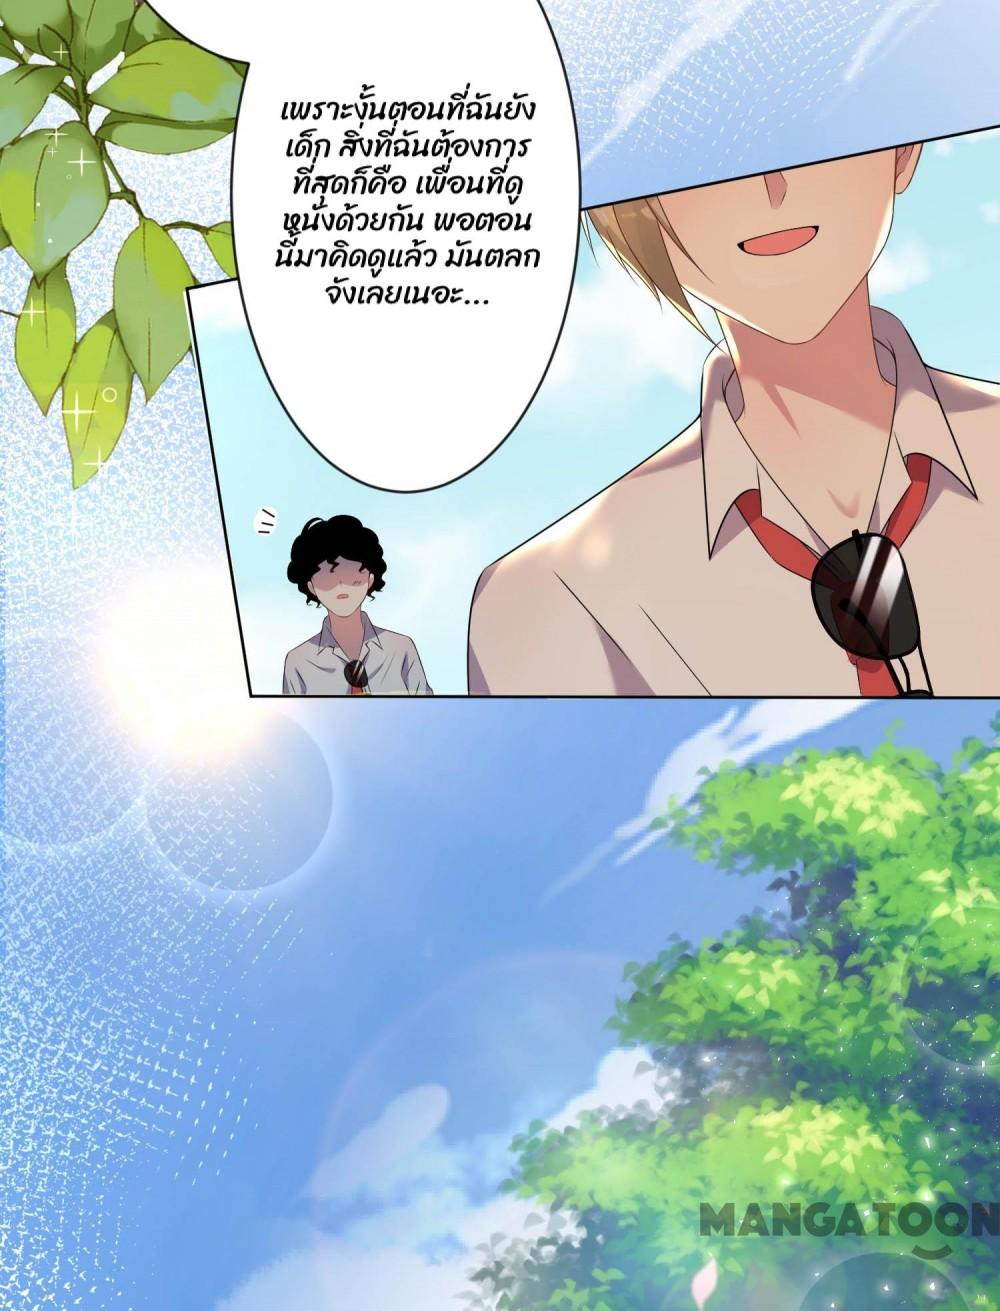 เพราะงั้นตอนที่ฉันยัง
เด็ก สิ่งที่ฉันต้องการ
ที่สุดก็คือ เพื่อนที่ดู
หนังด้วยกัน พอตอน
นี้มาคิดดูแล้ว มันตลก
จังเลยเนอะ...
MANGATOON